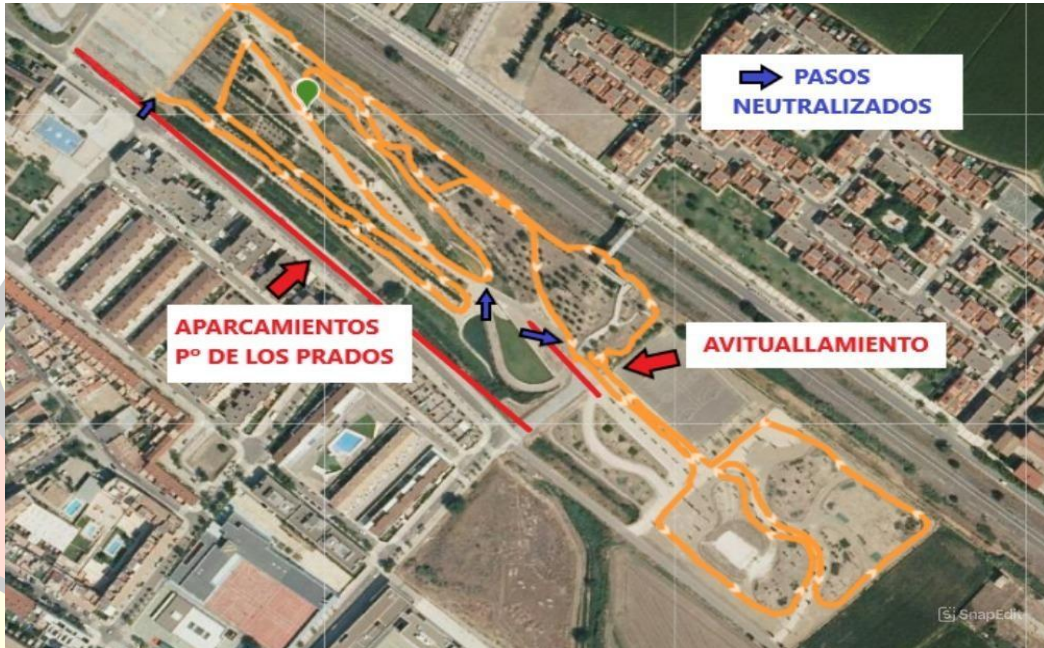 PASOS
NEUTRALIZADOS
APARCAMIENTOS
Pº DE LOS PRADOS
AVITUALLAMIENTO
SnapEdit